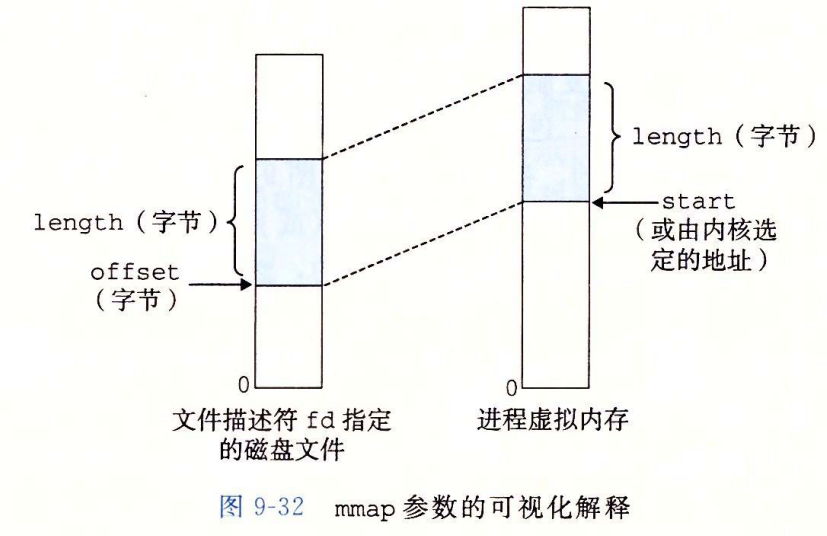 length（字节）
start
（或由内核选
定的地址）
length（字节）
offset
（字节）
0
0
文件描述符 fd 指定
的磁盘文件
进程虚拟内存
图 9-32 mmap 参数的可视化解释